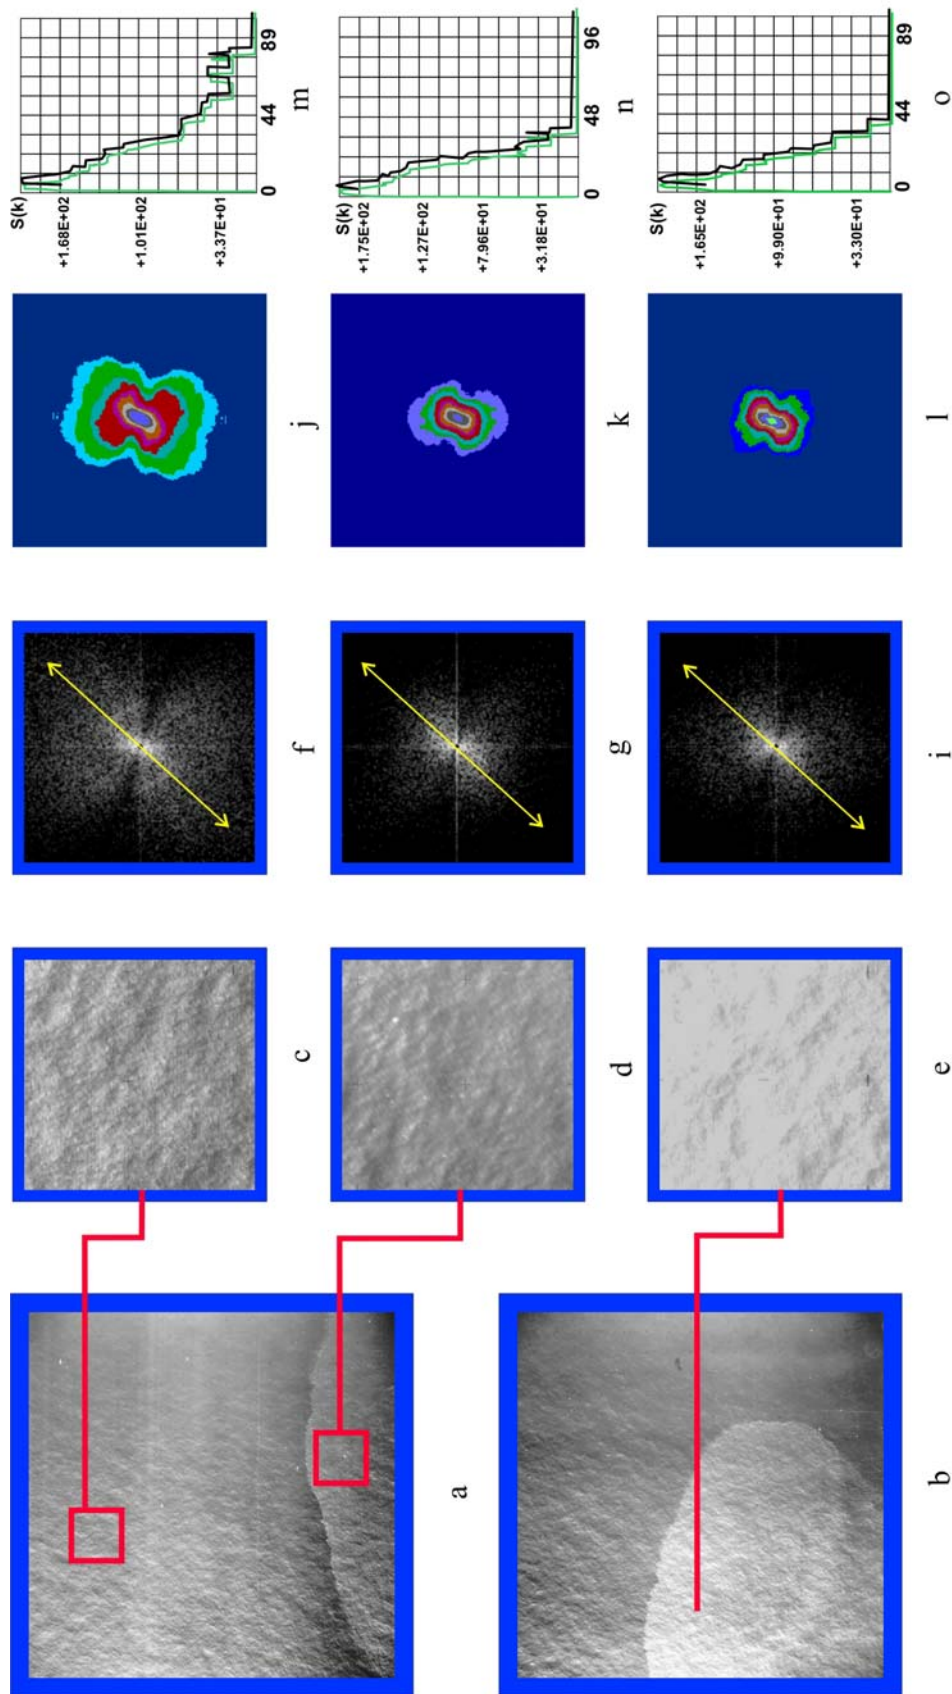 S(k)
+1.68E+02
+1.01E+02
+3.37E+01
0 44 89
c f j m
S(k)
+1.75E+02
+1.27E+02
a
+7.96E+01
+3.18E+01
0 48 96
d g k n
S(k)
+1.65E+02
+9.90E+01
+3.30E+01
0 44 89
b e i l o